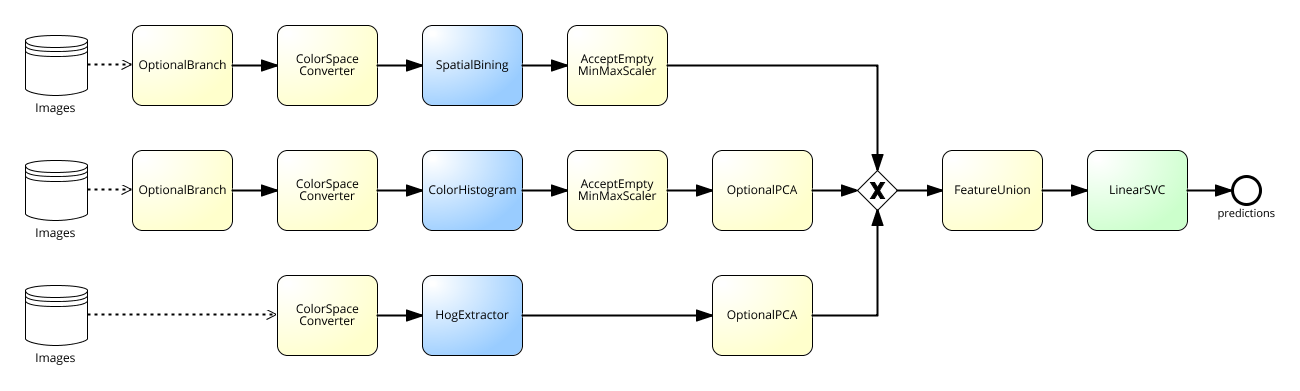 OptionalBranch
ColorSpace
Converter
SpatialBining
AcceptEmpty
MinMaxScaler
Images
OptionalBranch
ColorSpace
Converter
ColorHistogram
AcceptEmpty
MinMaxScaler
OptionalPCA
X
FeatureUnion
LinearSVC
predictions
Images
ColorSpace
Converter
HogExtractor
OptionalPCA
Images